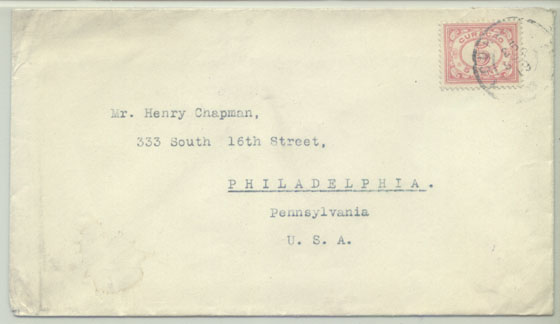 Mr. Henry Chapman,
333 South 16th Street,
PHILADELPHIA.
Pennsylvania
U. S. A.